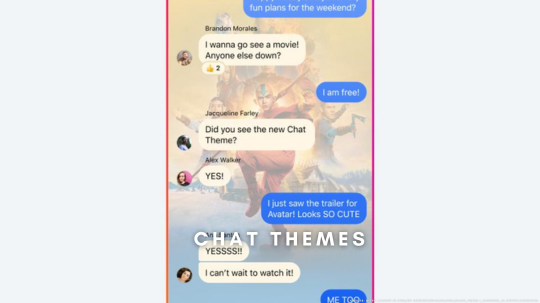 fun plans for the weekend?
Brandon Morales
I wanna go see a movie!
Anyone else down?
👍 2
I am free!
Jacqueline Farley
Did you see the new Chat
Theme?
Alex Walker
YES!
I just saw the trailer for
Avatar! Looks SO CUTE
CHAT THEMES
YESSSS!!
I can't wait to watch it!
ME TOO